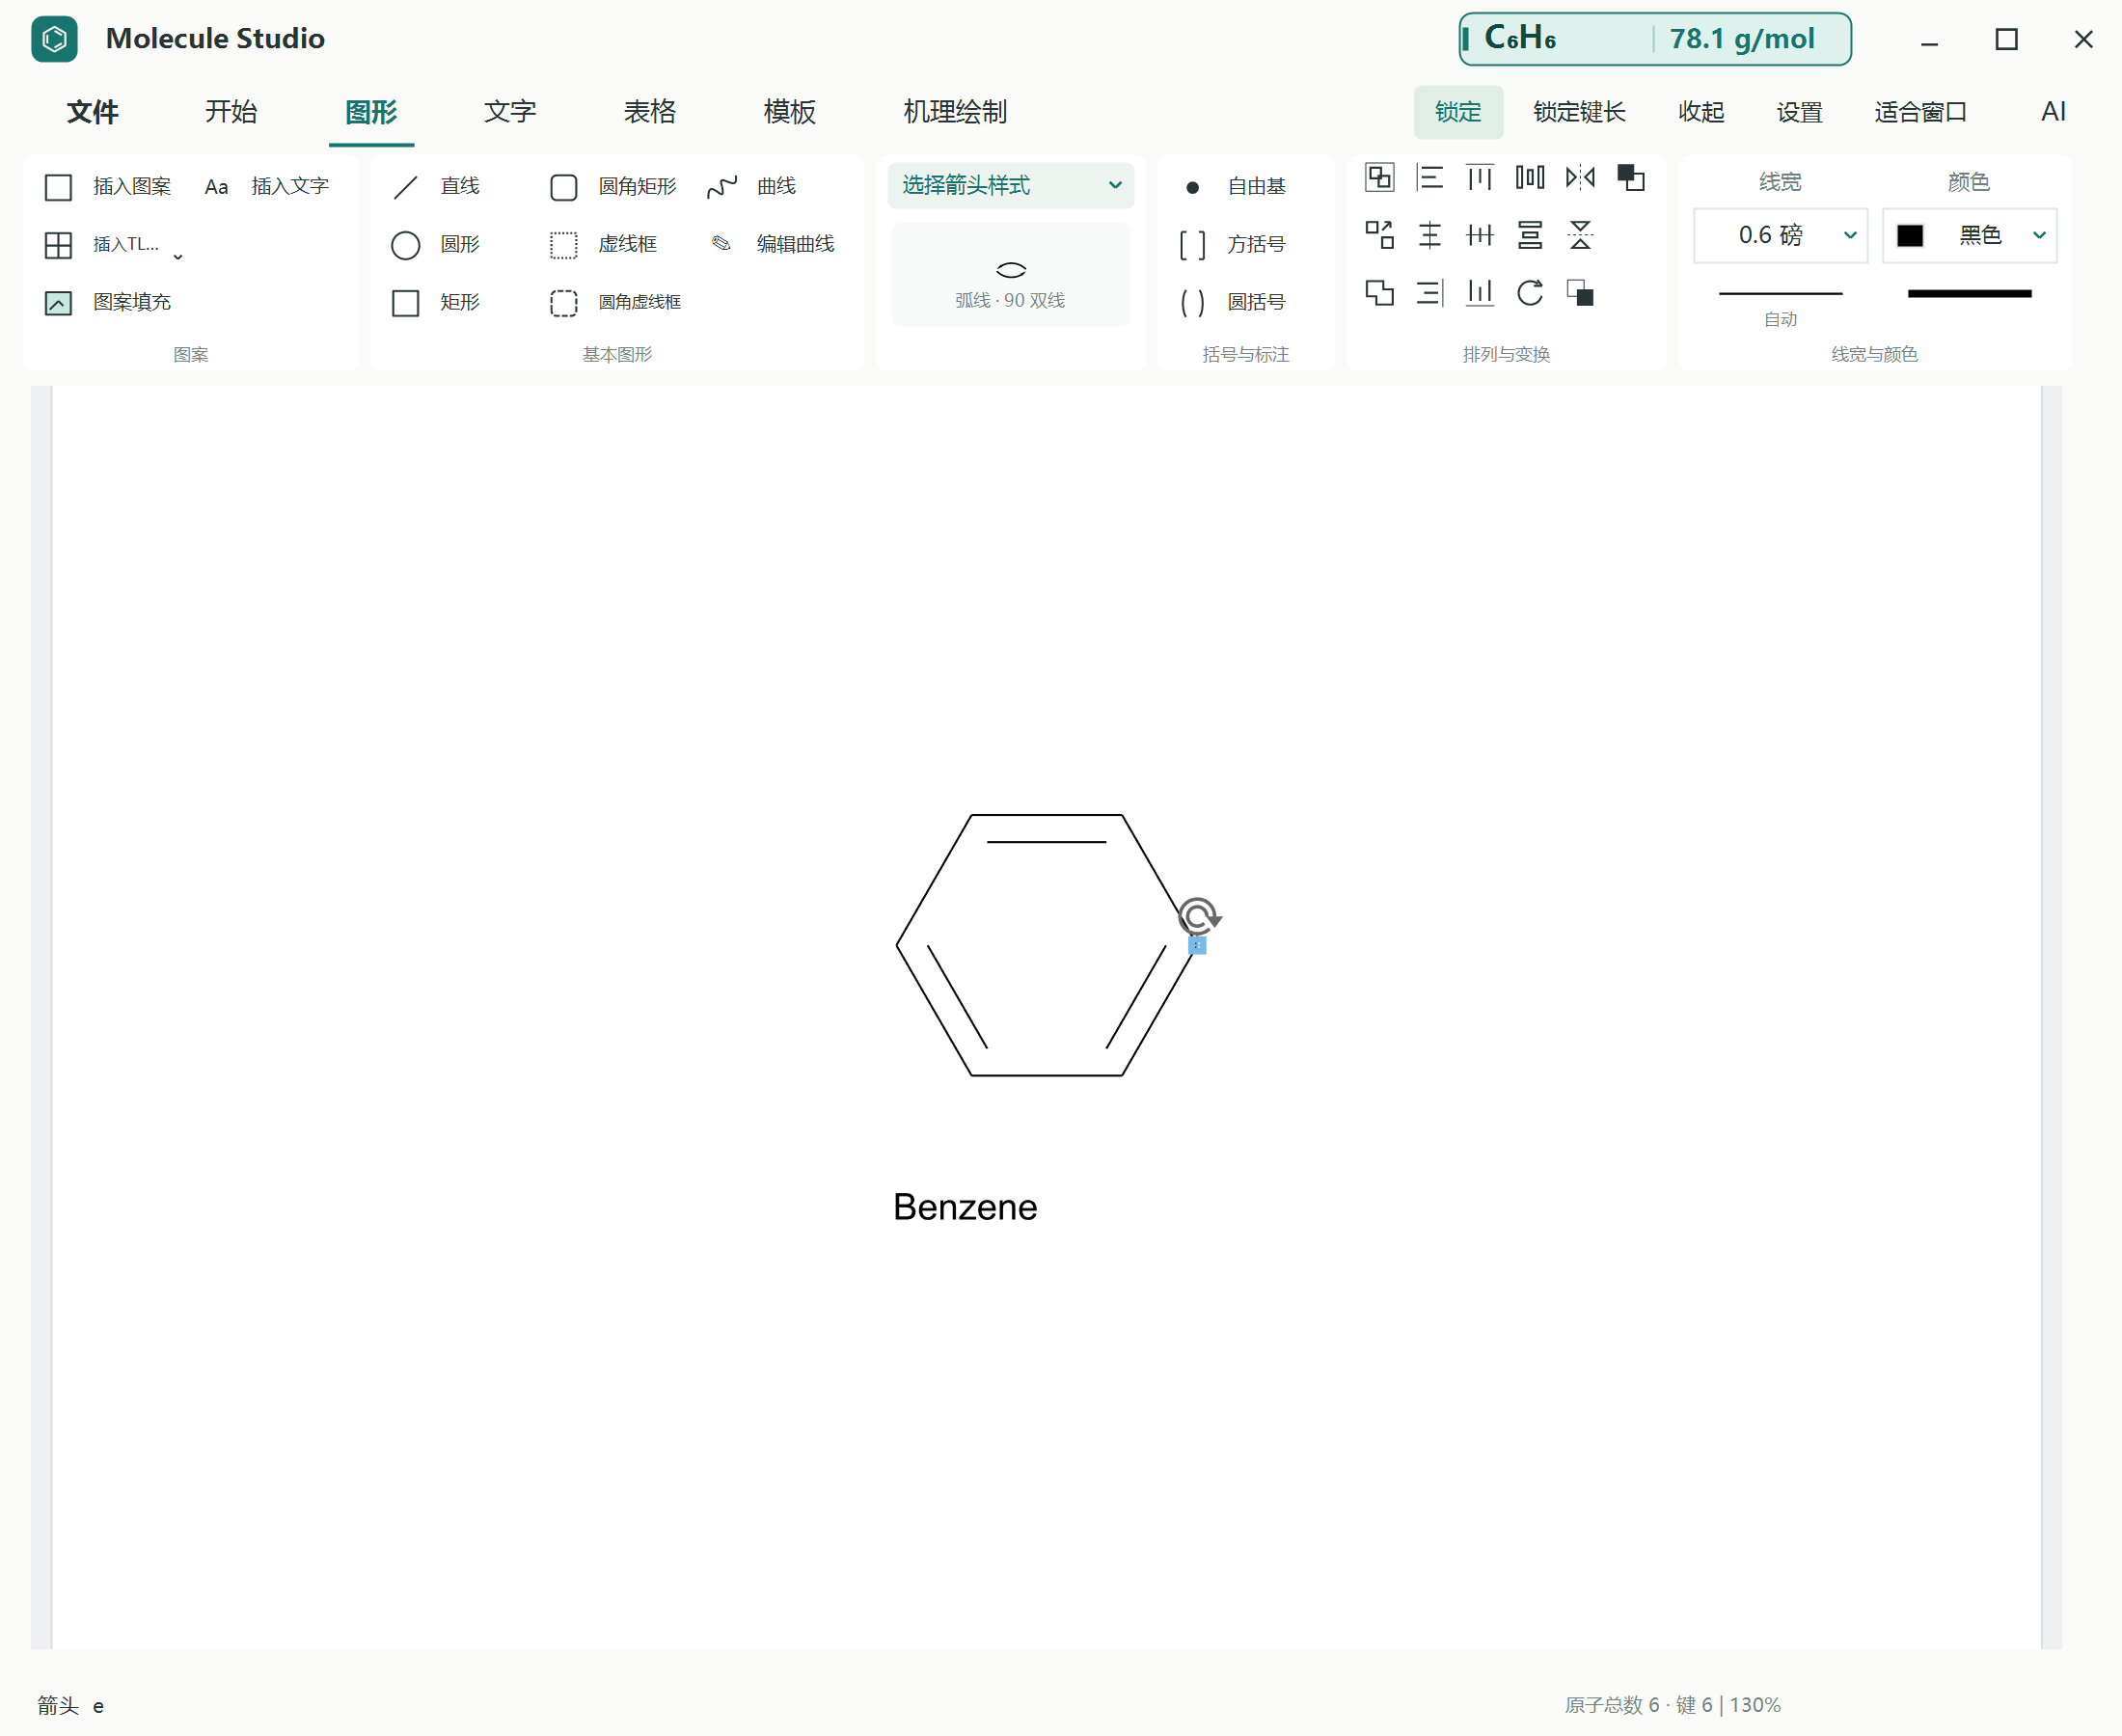 Molecule Studio
C₆H₆ | 78.1 g/mol
文件 开始 图形 文字 表格 模板 机理绘制 锁定 锁定键长 收起 设置 适合窗口 AI
插入图案 Aa 插入文字
插入TL...
图案填充
图案
直线 圆角矩形 曲线
圆形 虚线框 编辑曲线
矩形 圆角虚线框
基本图形
选择箭头样式
弧线 · 90 双线
自由基
方括号
圆括号
括号与标注
排列与变换
线宽 颜色
0.6 磅 黑色
自动
线宽与颜色
Benzene
箭头 e
原子总数 6 · 键 6 | 130%